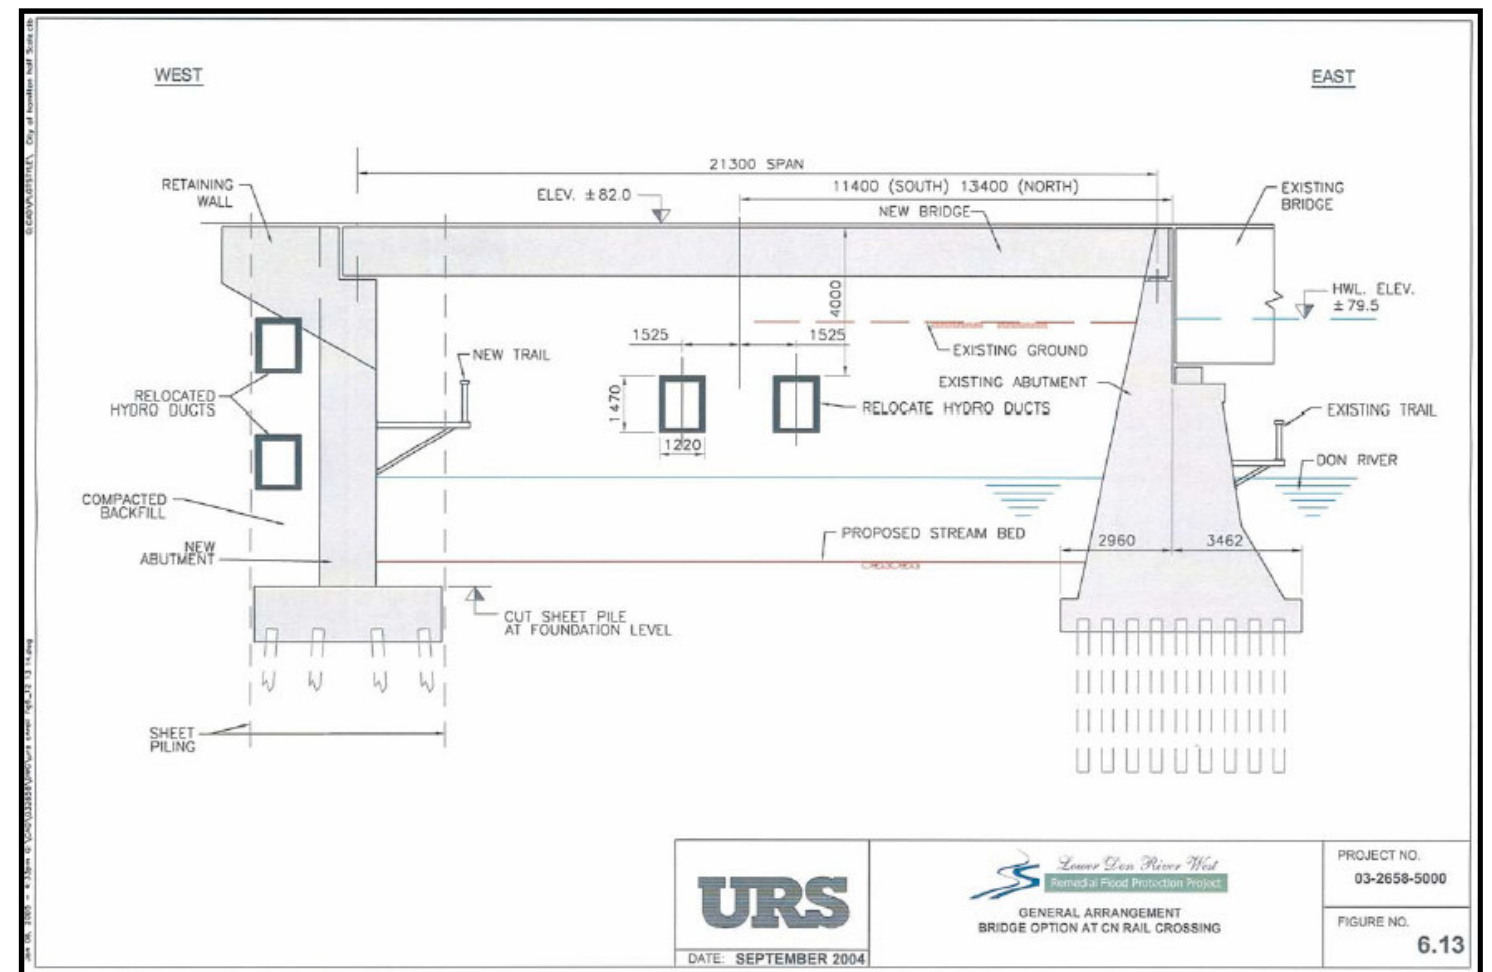 WEST
EAST
21300 SPAN
11400 (SOUTH) 13400 (NORTH)
RETAINING
WALL
ELEV. ±82.0
NEW BRIDGE
EXISTING
BRIDGE
HWL. ELEV.
±79.5
4000
1525
1525
EXISTING GROUND
NEW TRAIL
EXISTING ABUTMENT
RELOCATED
HYDRO DUCTS
1470
RELOCATE HYDRO DUCTS
EXISTING TRAIL
1220
DON RIVER
COMPACTED
BACKFILL
PROPOSED STREAM BED
2960
3462
NEW
ABUTMENT
CUT SHEET PILE
AT FOUNDATION LEVEL
SHEET
PILING
URS
DATE: SEPTEMBER 2004
Lower Don River West
Remedial Flood Protection Project
GENERAL ARRANGEMENT
BRIDGE OPTION AT CN RAIL CROSSING
PROJECT NO.
03-2658-5000
FIGURE NO.
6.13